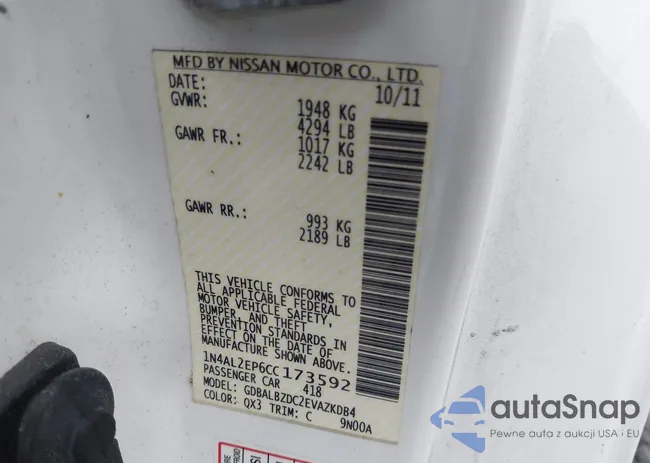 MFD BY NISSAN MOTOR CO., LTD.
DATE: 10/11
GVWR: 1948 KG
4294 LB
GAWR FR.: 1017 KG
2242 LB
GAWR RR.: 993 KG
2189 LB
THIS VEHICLE CONFORMS TO
ALL APPLICABLE FEDERAL
MOTOR VEHICLE SAFETY,
BUMPER, AND THEFT
PREVENTION STANDARDS IN
EFFECT ON THE DATE OF
MANUFACTURE SHOWN ABOVE.
1N4AL2EP6CC 173592
PASSENGER CAR 418
MODEL: GDBALBZDC2EVAZKDB4
COLOR: QX3 TRIM: C 9N00A
autoSnap
Pewne auta z aukcji USA i EU